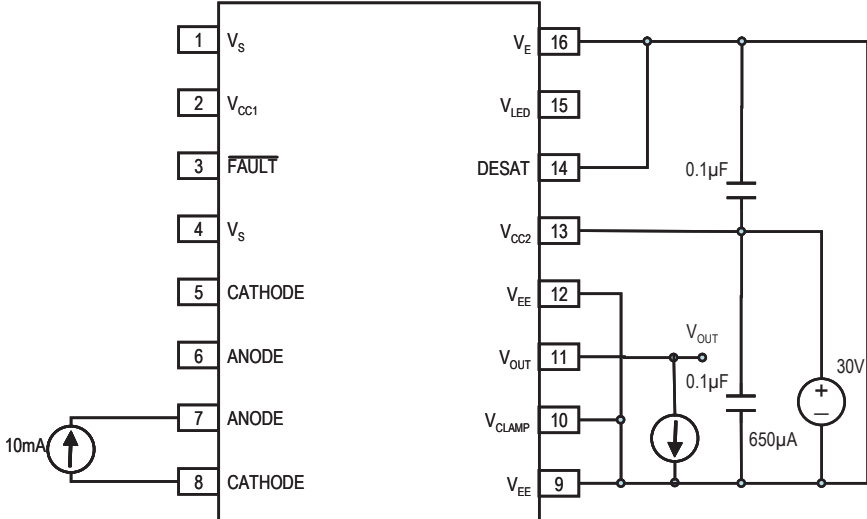 1 V_S
2 V_CC1
3 FAULT
4 V_S
5 CATHODE
6 ANODE
7 ANODE
8 CATHODE
10mA
V_E 16
V_LED 15
DESAT 14
V_CC2 13
V_EE 12
V_OUT 11
V_CLAMP 10
V_EE 9
0.1µF
V_OUT
0.1µF
30V
+
–
650µA